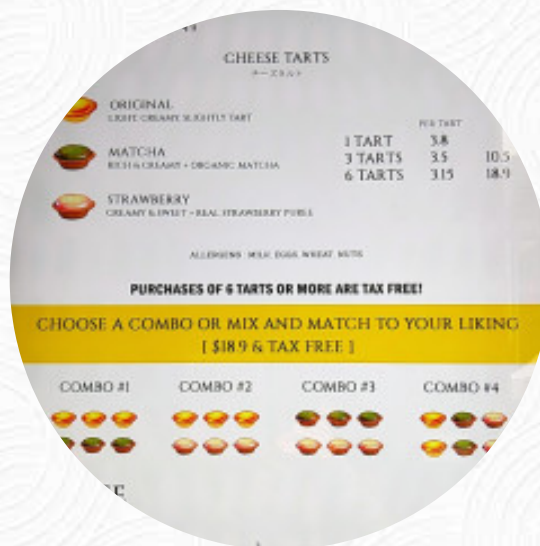 CHEESE TARTS
チーズタルト
ORIGINAL
LIGHT CREAMY SLIGHTLY TART
PER TART
1 TART 3.8
MATCHA
3 TARTS 3.5 10.5
RICH & CREAMY • ORGANIC MATCHA
6 TARTS 3.15 18.9
STRAWBERRY
CREAMY & SWEET • REAL STRAWBERRY PUREE
ALLERGENS MILK EGGS WHEAT NUTS
PURCHASES OF 6 TARTS OR MORE ARE TAX FREE!
CHOOSE A COMBO OR MIX AND MATCH TO YOUR LIKING
[ $18.9 & TAX FREE ]
COMBO #1 COMBO #2 COMBO #3 COMBO #4